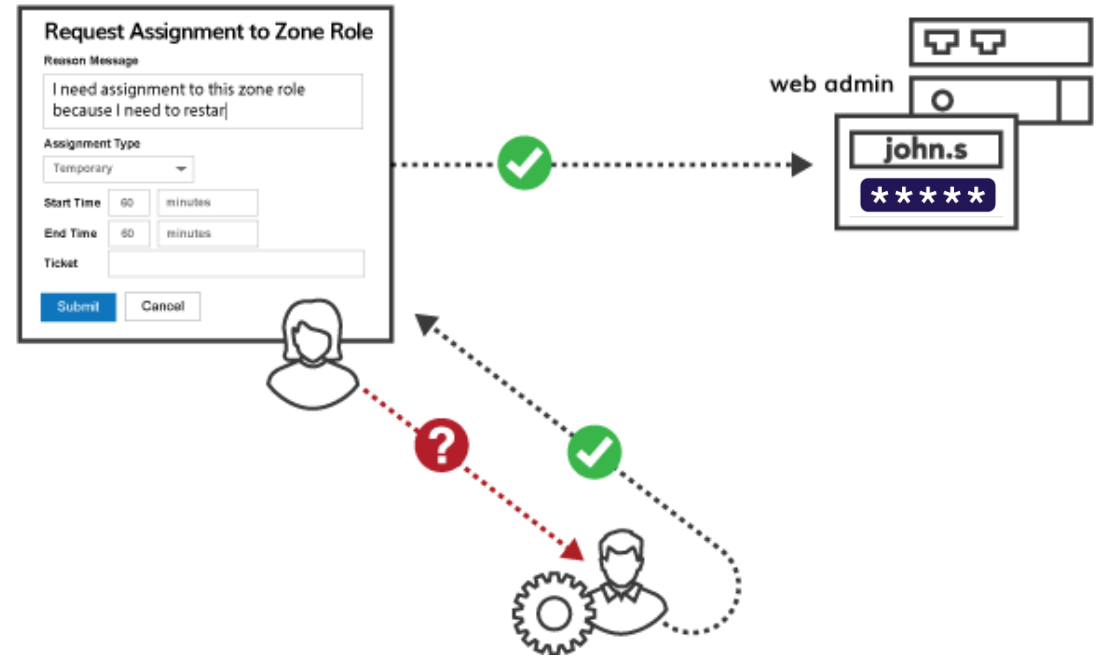 Request Assignment to Zone Role
Reason Message
I need assignment to this zone role
because I need to restar
Assignment Type
Temporary
Start Time 60 minutes
End Time 60 minutes
Ticket
Submit Cancel
web admin
john.s
*****
?